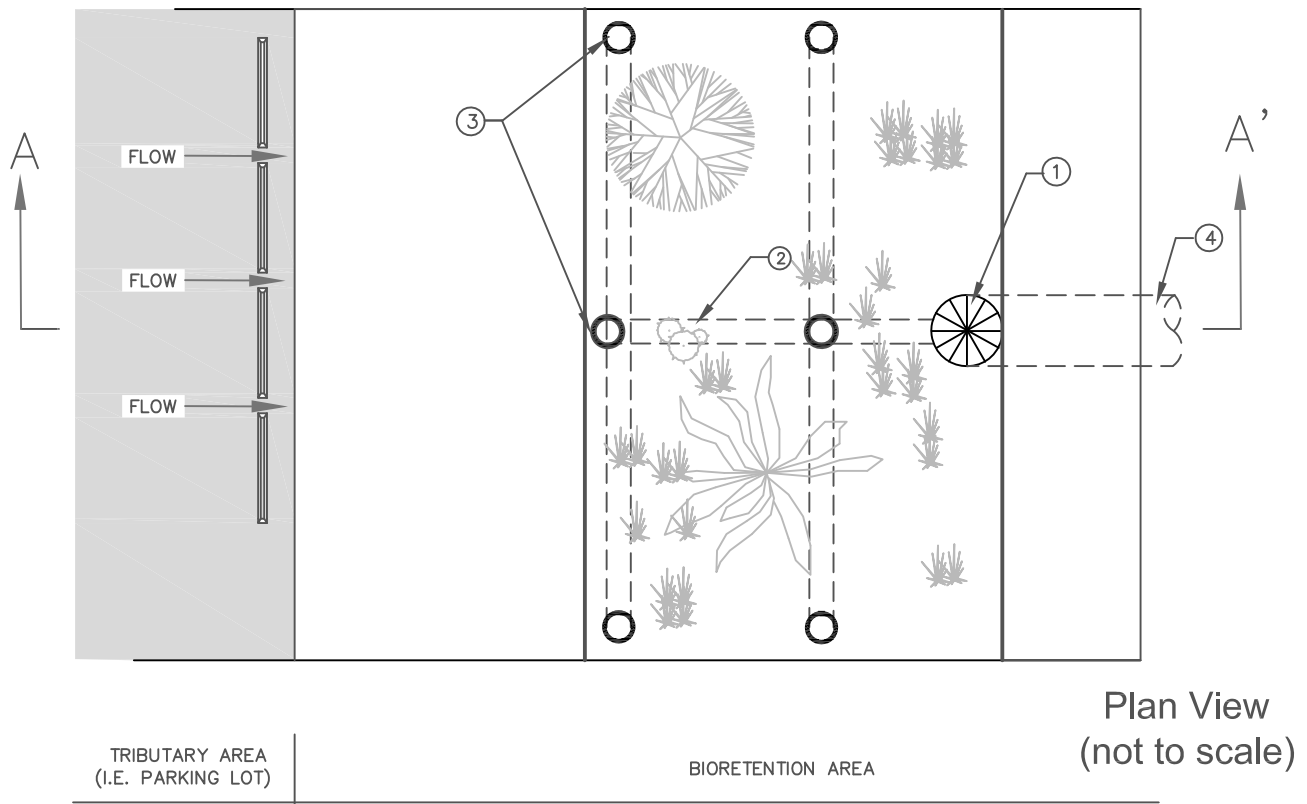 3
A
FLOW
A'
1
2
4
FLOW
FLOW
Plan View
(not to scale)
TRIBUTARY AREA
(I.E. PARKING LOT)
BIORETENTION AREA